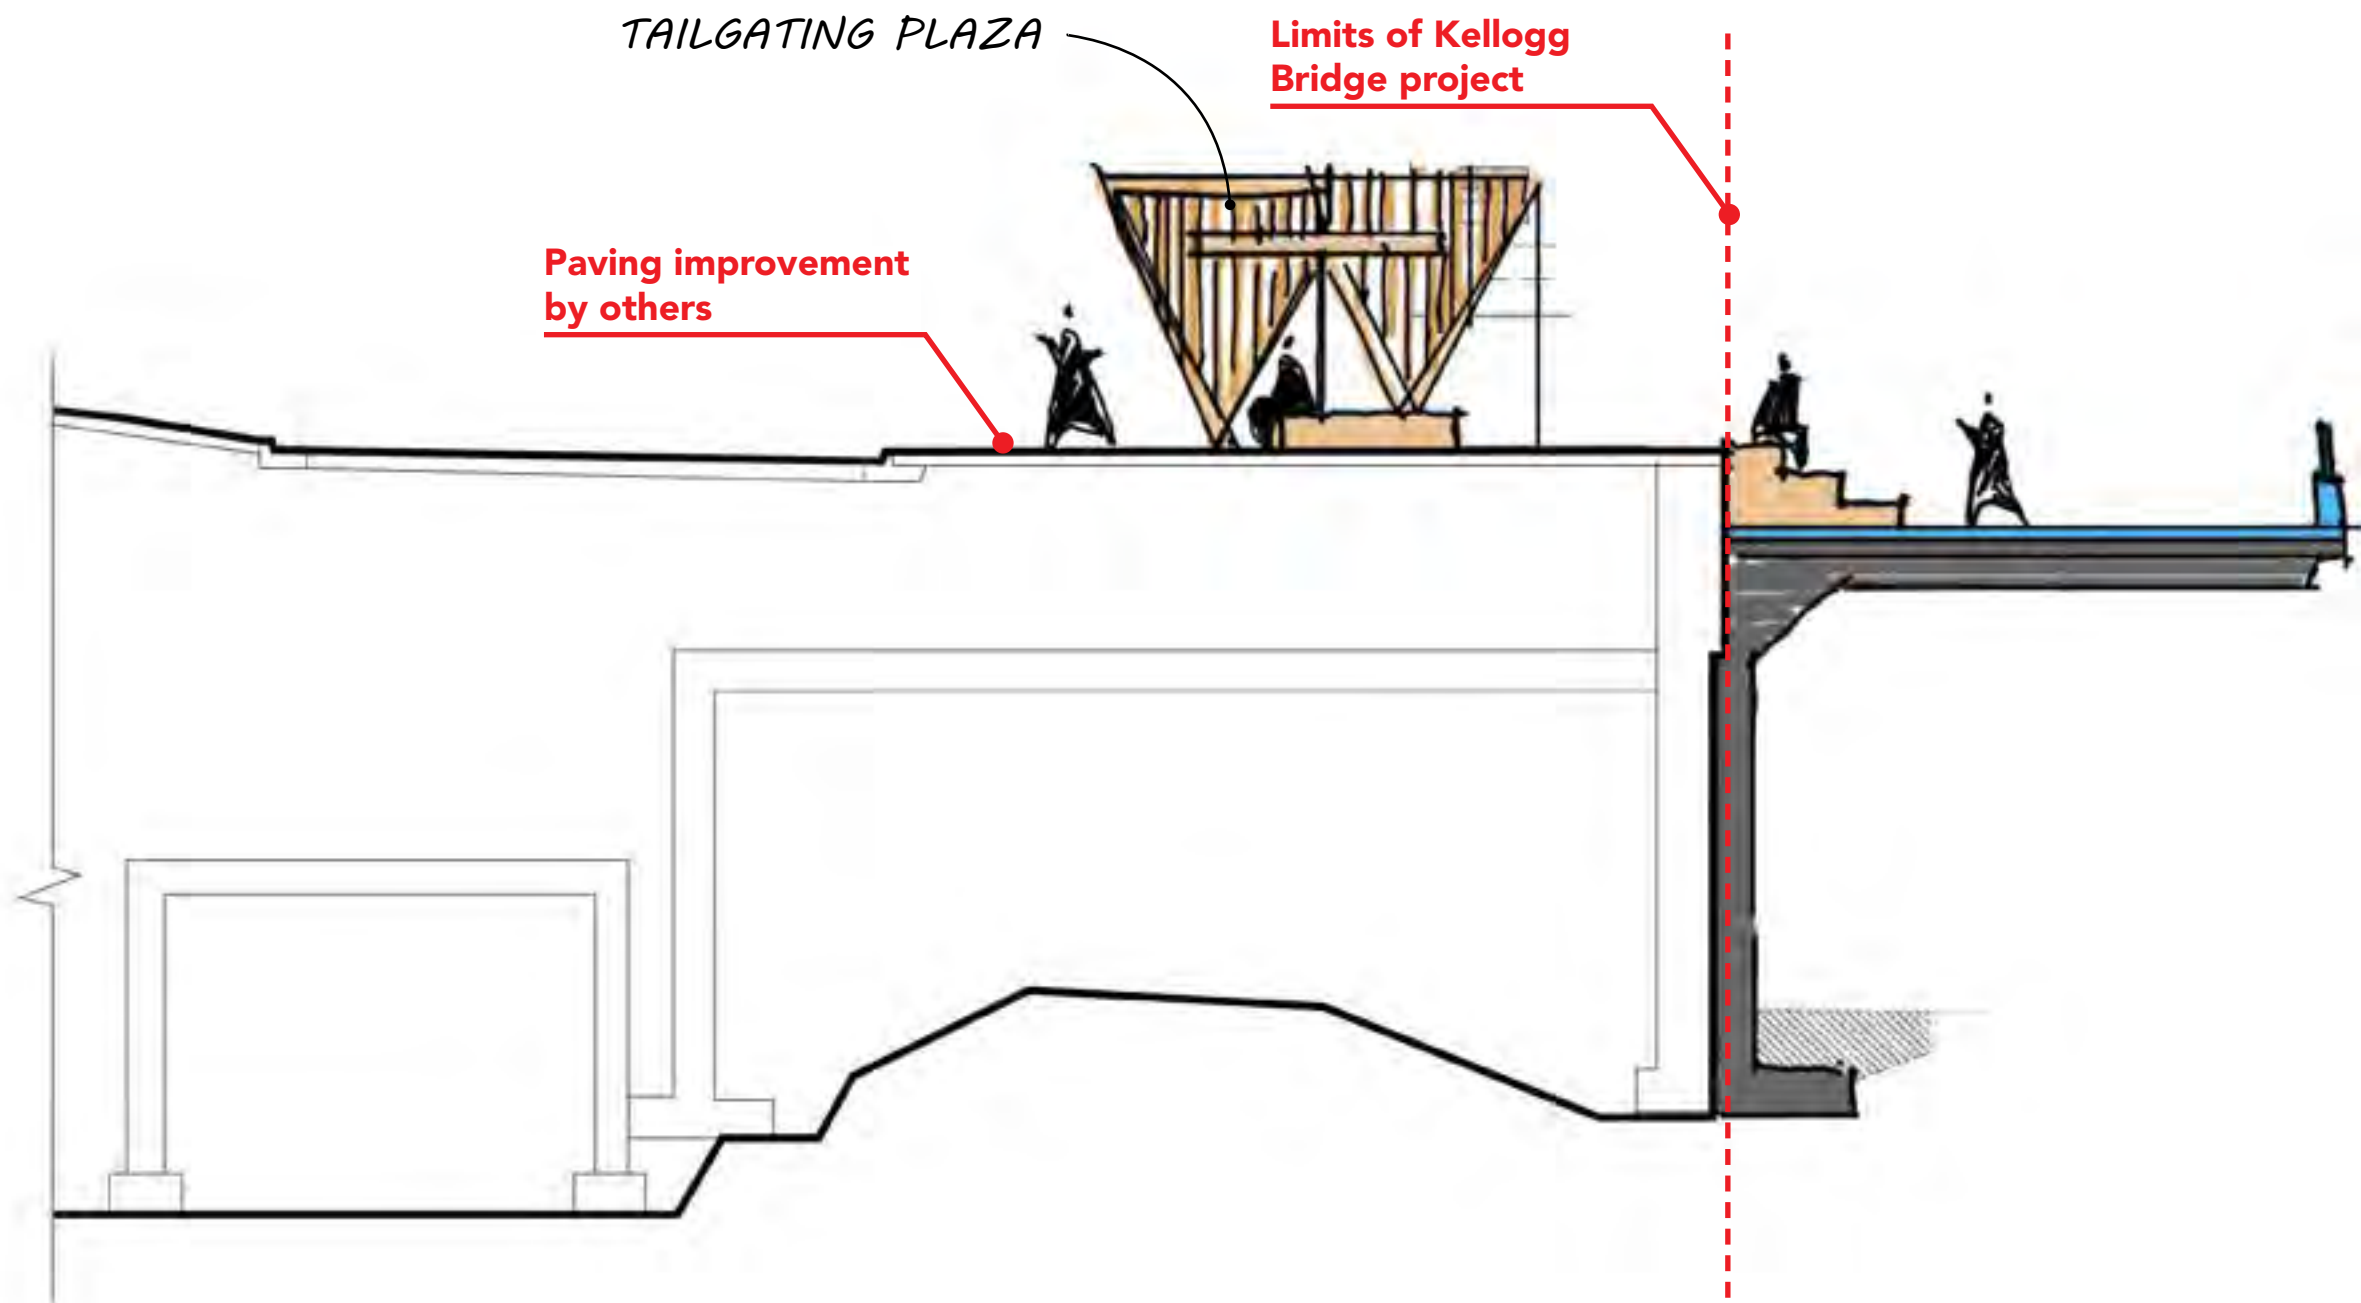 TAILGATING PLAZA
Limits of Kellogg
Bridge project
Paving improvement
by others